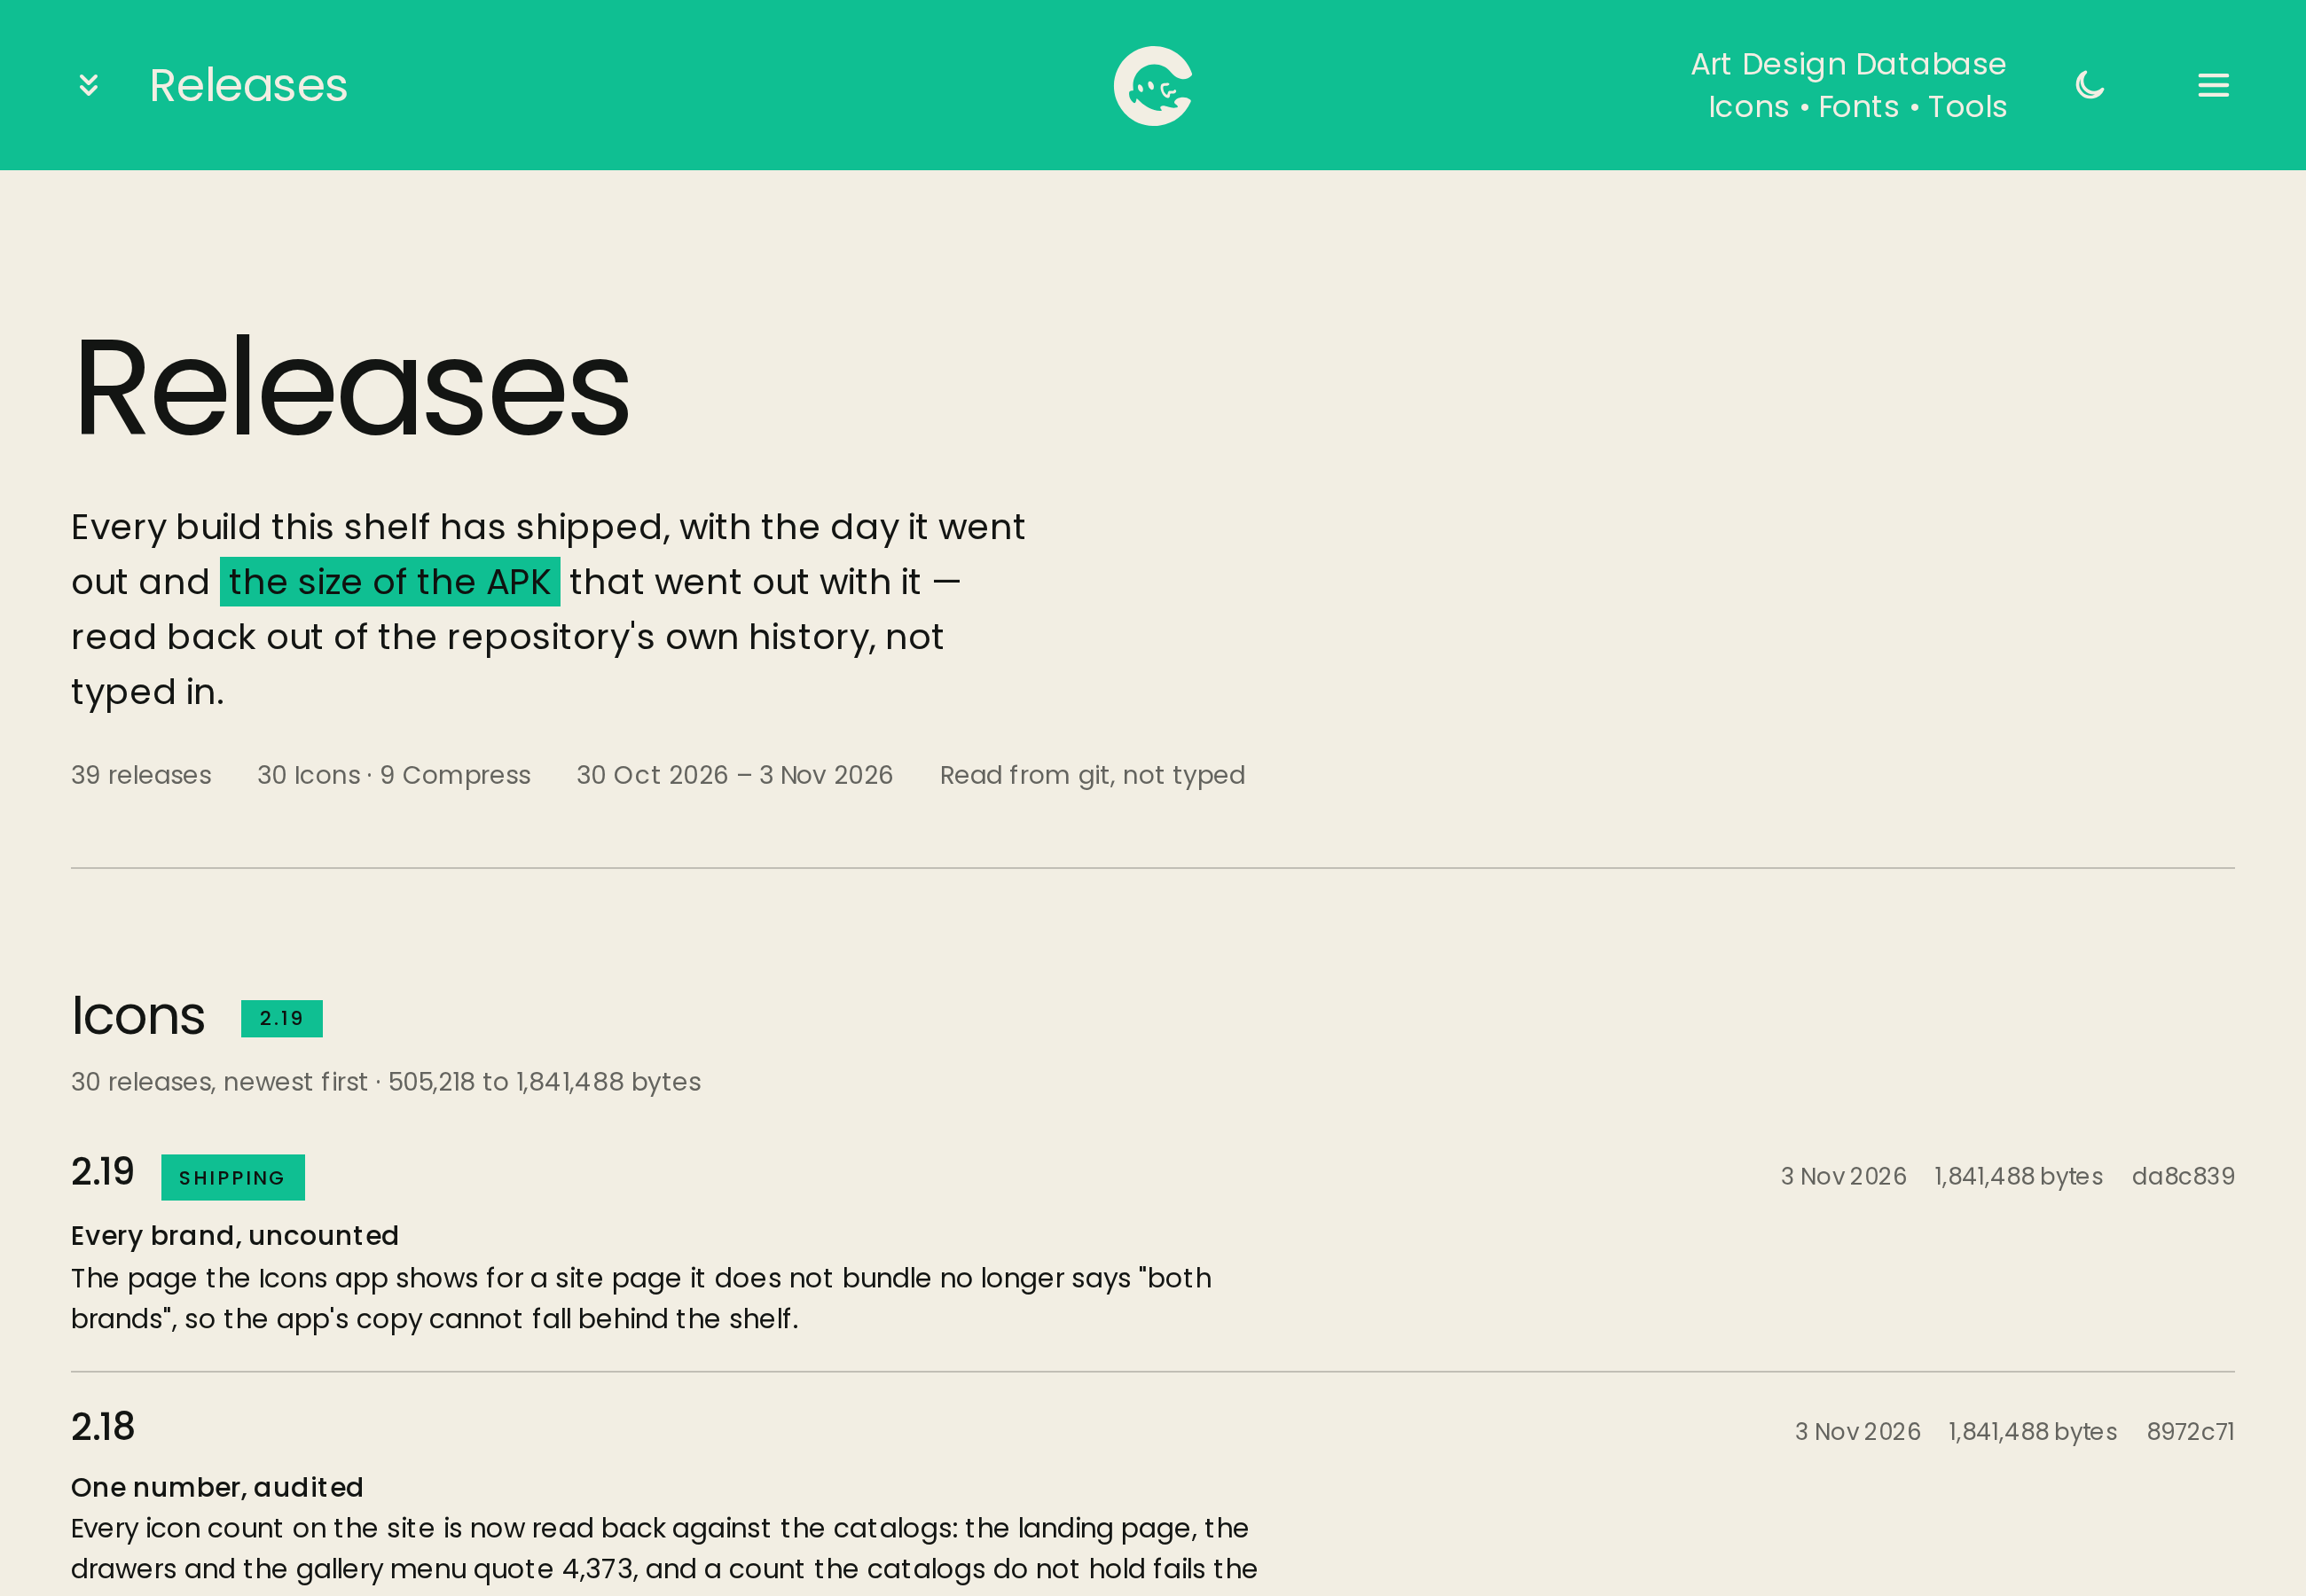 Releases
Art Design Database
Icons • Fonts • Tools
Releases
Every build this shelf has shipped, with the day it went
out and the size of the APK that went out with it —
read back out of the repository's own history, not
typed in.
39 releases 30 Icons · 9 Compress 30 Oct 2026 – 3 Nov 2026 Read from git, not typed
Icons 2.19
30 releases, newest first · 505,218 to 1,841,488 bytes
2.19 SHIPPING 3 Nov 2026 1,841,488 bytes da8c839
Every brand, uncounted
The page the Icons app shows for a site page it does not bundle no longer says "both
brands", so the app's copy cannot fall behind the shelf.
2.18 3 Nov 2026 1,841,488 bytes 8972c71
One number, audited
Every icon count on the site is now read back against the catalogs: the landing page, the
drawers and the gallery menu quote 4,373, and a count the catalogs do not hold fails the